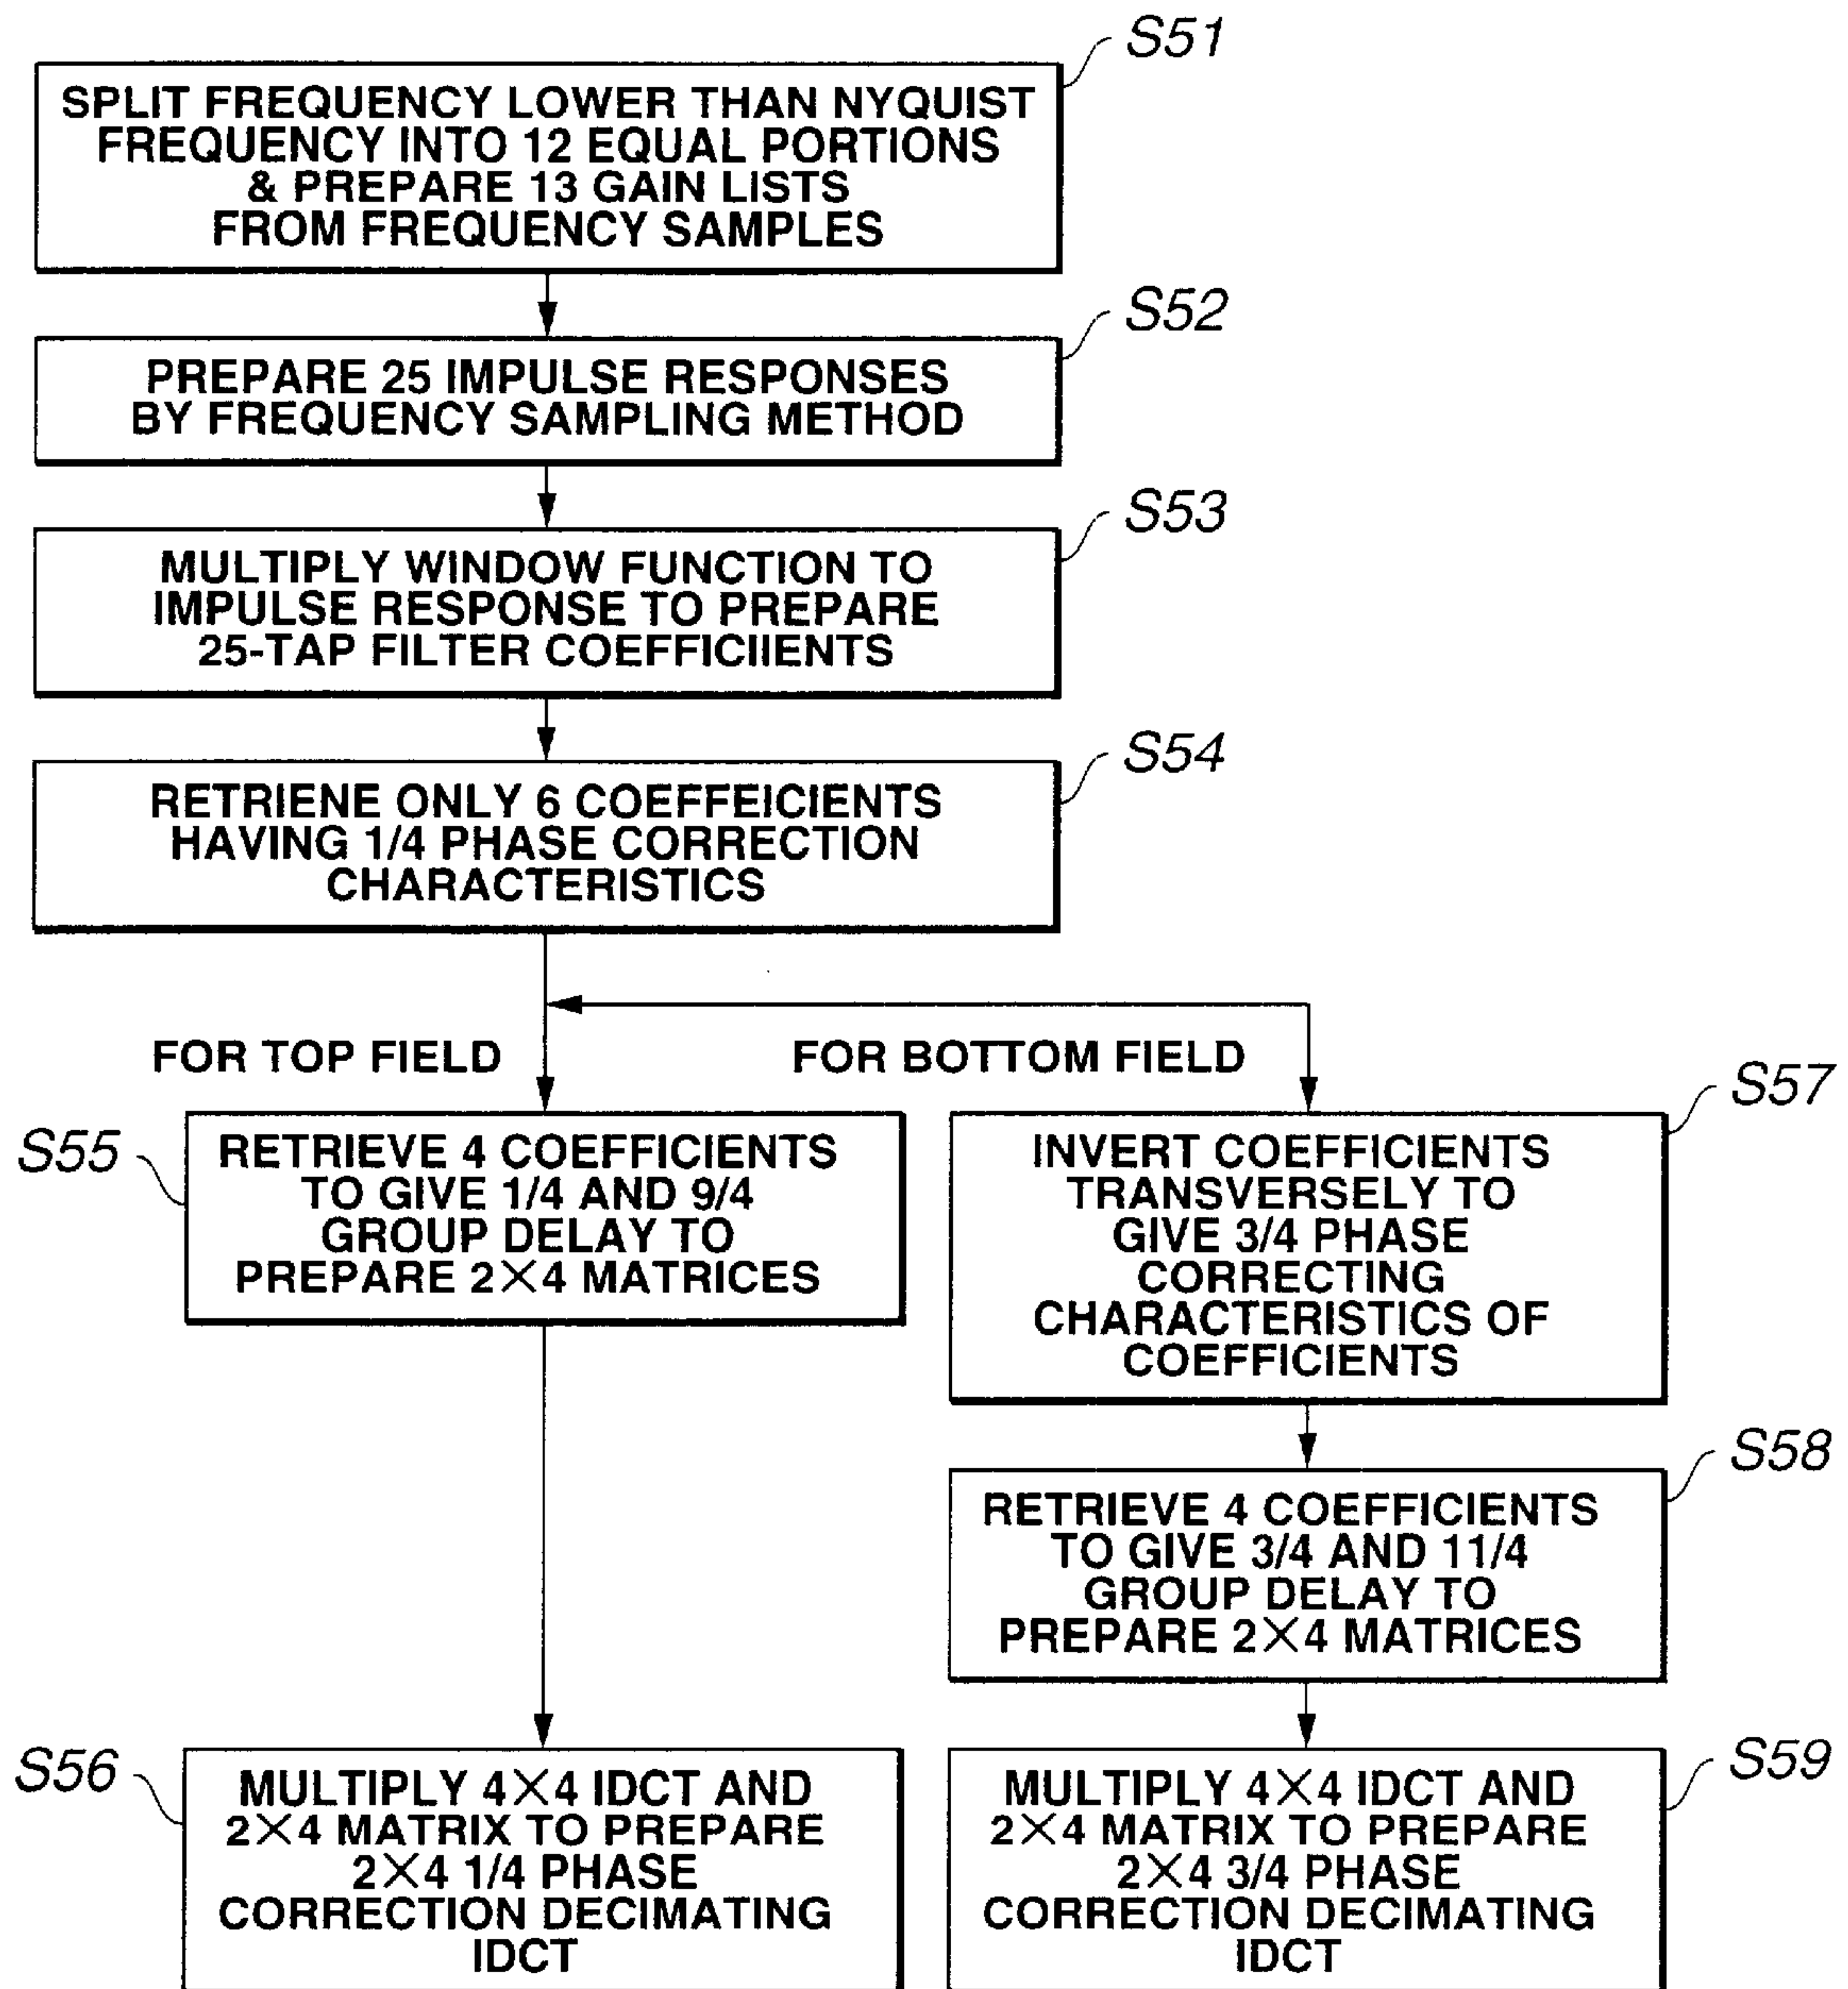 S51
SPLIT FREQUENCY LOWER THAN NYQUIST
FREQUENCY INTO 12 EQUAL PORTIONS
& PREPARE 13 GAIN LISTS
FROM FREQUENCY SAMPLES
S52
PREPARE 25 IMPULSE RESPONSES
BY FREQUENCY SAMPLING METHOD
S53
MULTIPLY WINDOW FUNCTION TO
IMPULSE RESPONSE TO PREPARE
25-TAP FILTER COEFFICIIENTS
S54
RETRIENE ONLY 6 COEFFEICIENTS
HAVING 1/4 PHASE CORRECTION
CHARACTERISTICS
FOR TOP FIELD
FOR BOTTOM FIELD
S55
RETRIEVE 4 COEFFICIENTS
TO GIVE 1/4 AND 9/4
GROUP DELAY TO
PREPARE 2×4 MATRICES
S57
INVERT COEFFICIENTS
TRANSVERSELY TO
GIVE 3/4 PHASE
CORRECTING
CHARACTERISTICS OF
COEFFICIENTS
S58
RETRIEVE 4 COEFFICIENTS
TO GIVE 3/4 AND 11/4
GROUP DELAY TO
PREPARE 2×4 MATRICES
S56
MULTIPLY 4×4 IDCT AND
2×4 MATRIX TO PREPARE
2×4 1/4 PHASE
CORRECTION DECIMATING
IDCT
S59
MULTIPLY 4×4 IDCT AND
2×4 MATRIX TO PREPARE
2×4 3/4 PHASE
CORRECTION DECIMATING
IDCT